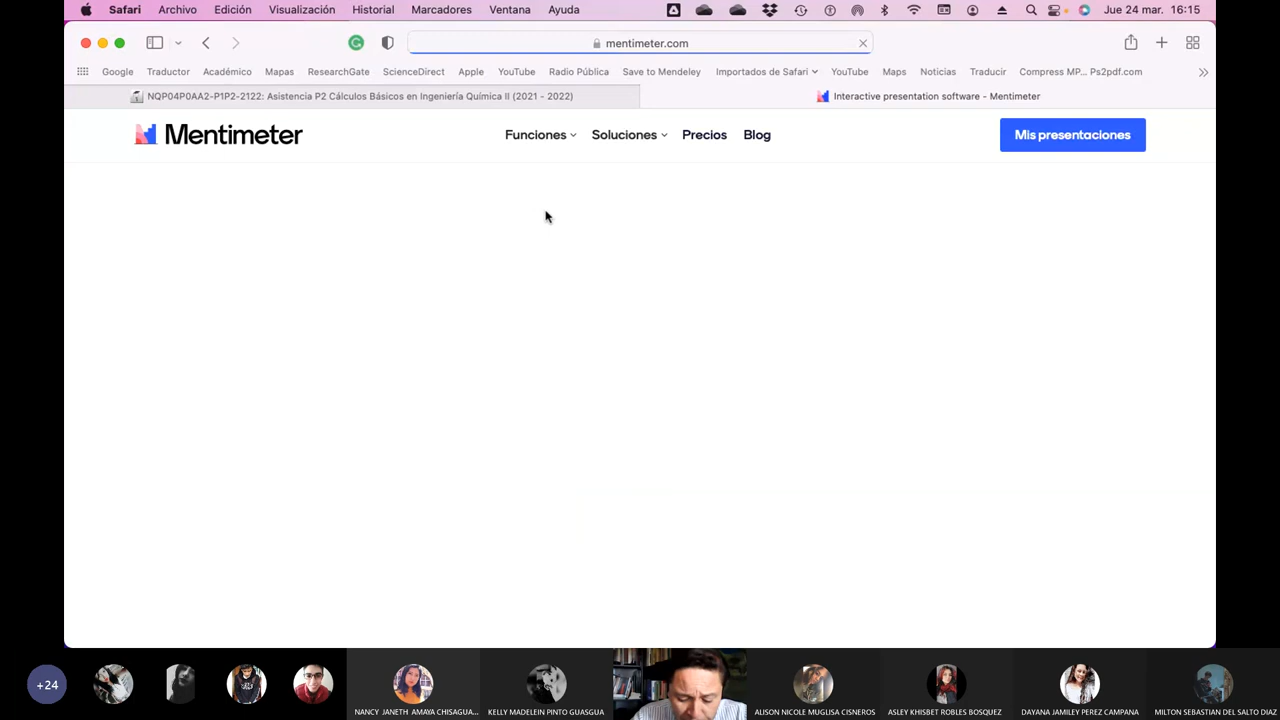 Safari Archivo Edición Visualización Historial Marcadores Ventana Ayuda Jue 24 mar. 16:15
mentimeter.com
Google Traductor Académico Mapas ResearchGate ScienceDirect Apple YouTube Radio Pública Save to Mendeley Importados de Safari YouTube Maps Noticias Traducir Compress MP... Ps2pdf.com
NQP04P0AA2-P1P2-2122: Asistencia P2 Cálculos Básicos en Ingeniería Química II (2021 - 2022) Interactive presentation software - Mentimeter
Mentimeter Funciones Soluciones Precios Blog Mis presentaciones
+24
NANCY JANETH AMAYA CHISAGUA... KELLY MADELEIN PINTO GUASGUA ALISON NICOLE MUGLISA CISNEROS ASLEY KHISBET ROBLES BOSQUEZ DAYANA JAMILEY PEREZ CAMPANA MILTON SEBASTIAN DEL SALTO DIAZ